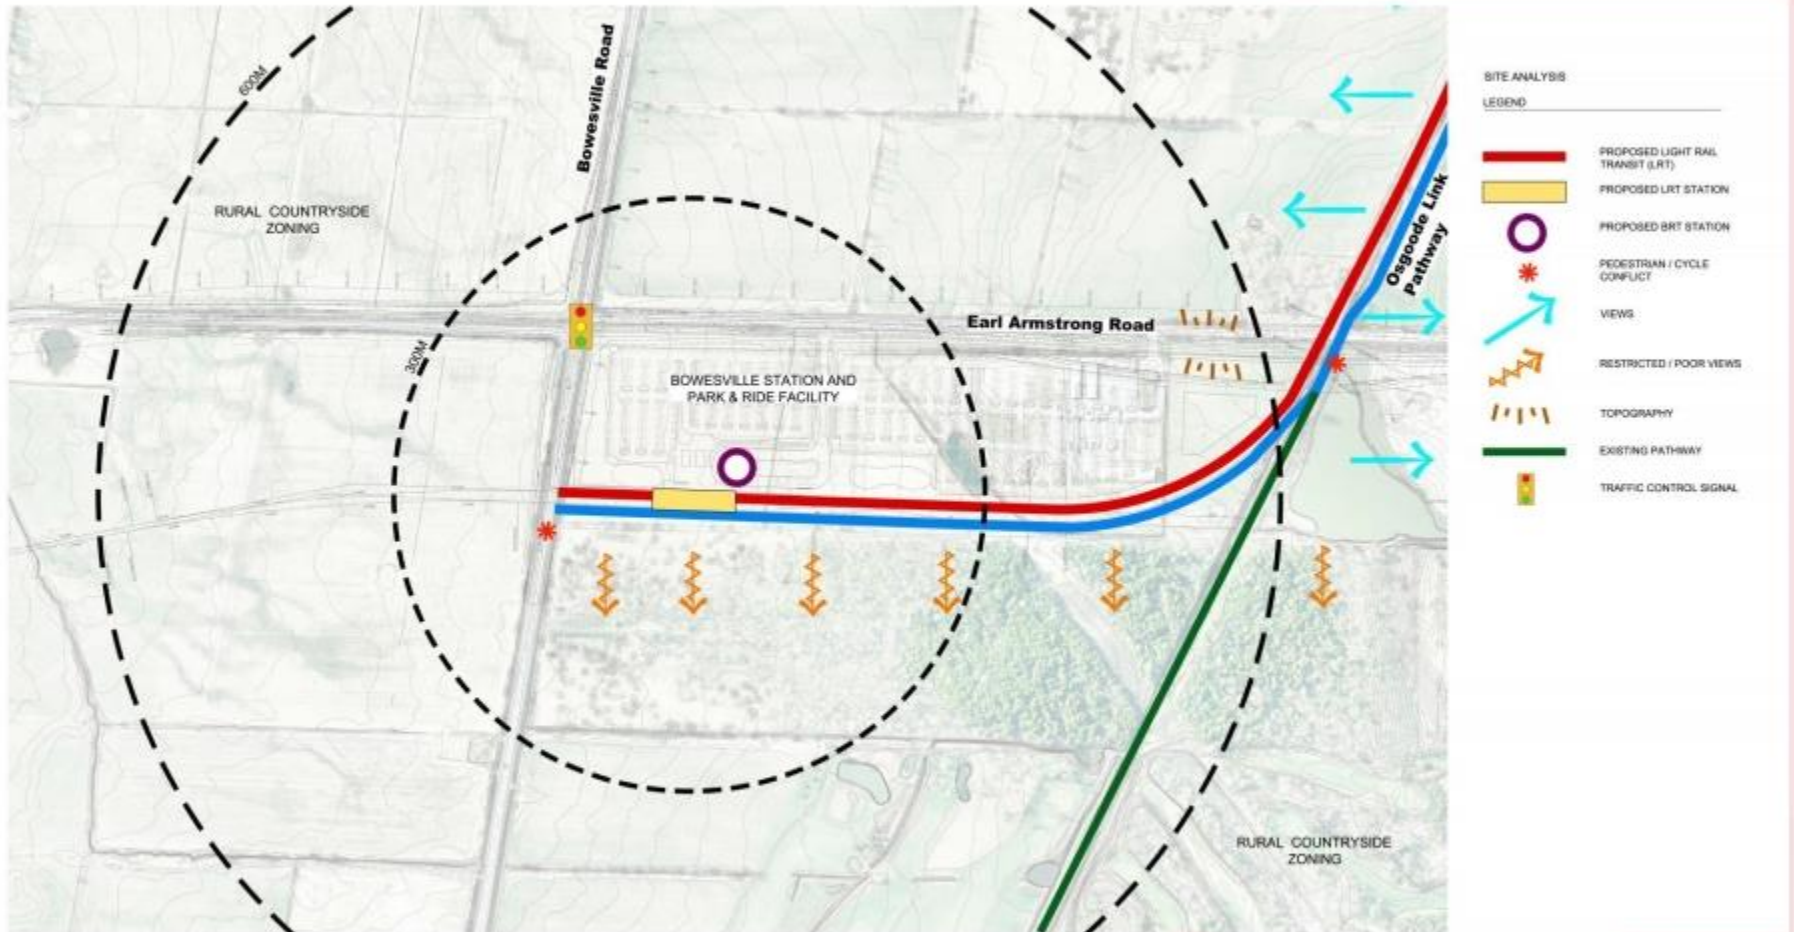 600M
Bowesville Road
RURAL COUNTRYSIDE
ZONING
300M
Earl Armstrong Road
Osgoode Link
Pathway
BOWESVILLE STATION AND
PARK & RIDE FACILITY
RURAL COUNTRYSIDE
ZONING
SITE ANALYSIS
LEGEND
PROPOSED LIGHT RAIL
TRANSIT (LRT)
PROPOSED LRT STATION
PROPOSED BRT STATION
PEDESTRIAN / CYCLE
CONFLICT
VIEWS
RESTRICTED / POOR VIEWS
TOPOGRAPHY
EXISTING PATHWAY
TRAFFIC CONTROL SIGNAL